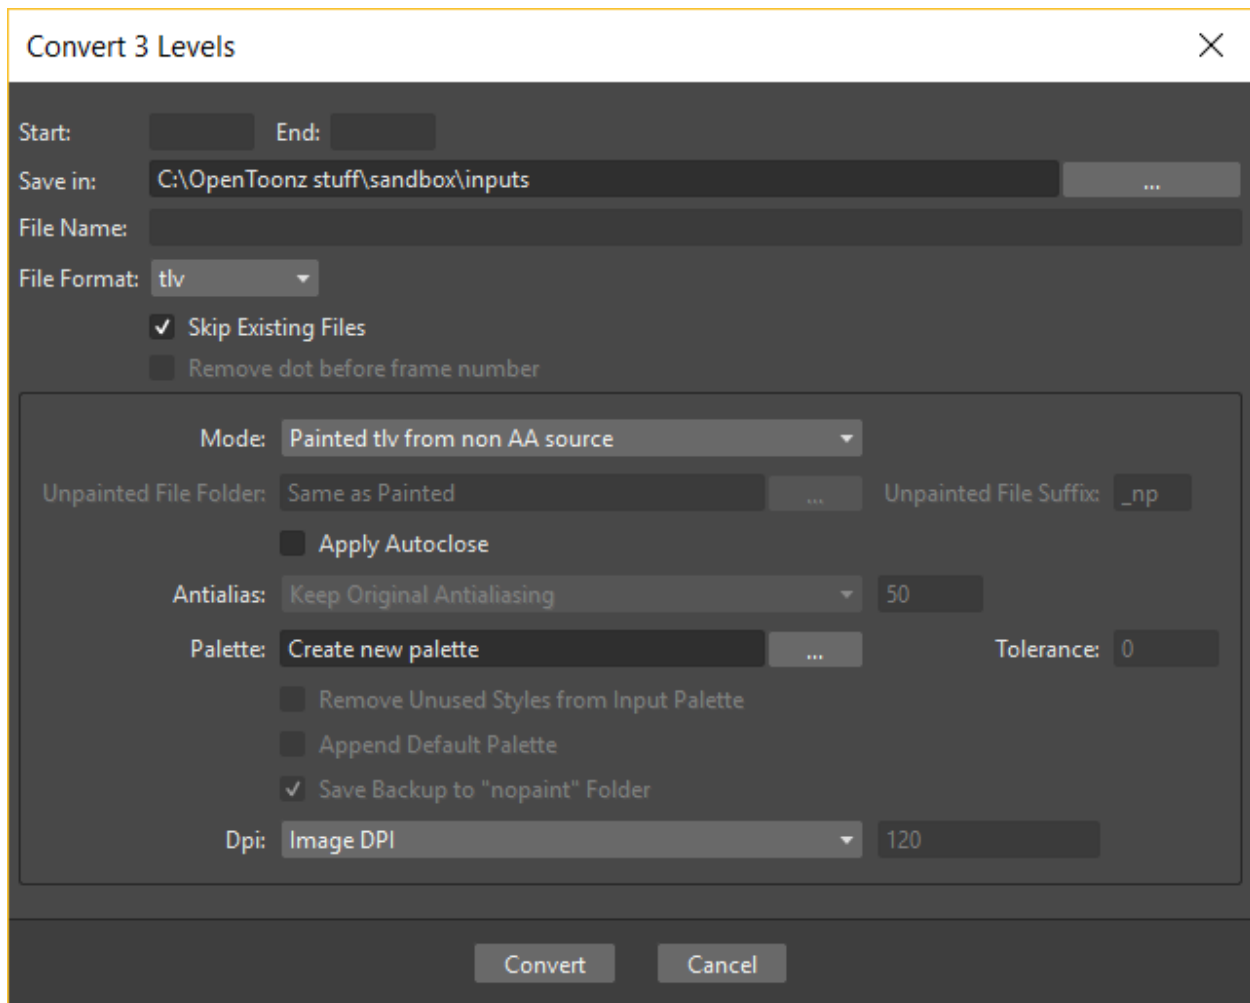 Convert 3 Levels
Start: End:
Save in: C:\OpenToonz stuff\sandbox\inputs ...
File Name:
File Format: tlv
Skip Existing Files
Remove dot before frame number
Mode: Painted tlv from non AA source
Unpainted File Folder: Same as Painted ... Unpainted File Suffix: _np
Apply Autoclose
Antialias: Keep Original Antialiasing 50
Palette: Create new palette ... Tolerance: 0
Remove Unused Styles from Input Palette
Append Default Palette
Save Backup to "nopaint" Folder
Dpi: Image DPI 120
Convert Cancel